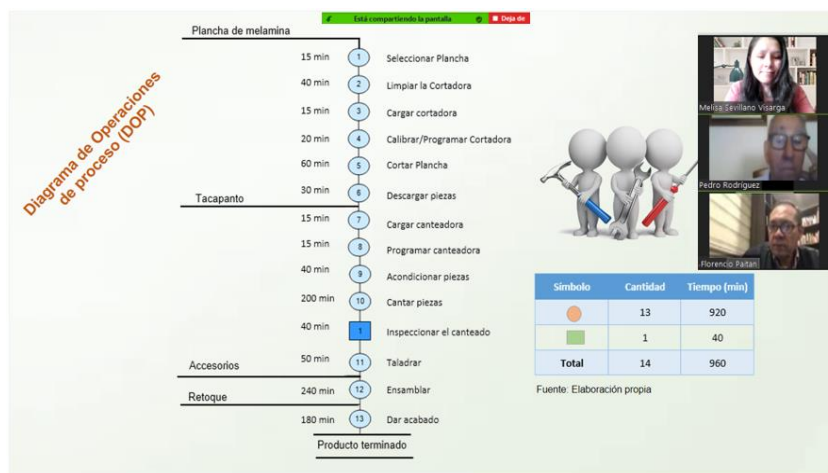 Está compartiendo la pantalla
Deja de
Diagrama de Operaciones
de proceso (DOP)
Plancha de melamina
15 min 1 Seleccionar Plancha
40 min 2 Limpiar la Cortadora
15 min 3 Cargar cortadora
20 min 4 Calibrar/Programar Cortadora
60 min 5 Cortar Plancha
30 min 6 Descargar piezas
Tacapanto
15 min 7 Cargar canteadora
15 min 8 Programar canteadora
40 min 9 Acondicionar piezas
200 min 10 Cantar piezas
40 min 1 Inspeccionar el canteado
50 min 11 Taladrar
Accesorios
240 min 12 Ensamblar
Retoque
180 min 13 Dar acabado
Producto terminado
Símbolo Cantidad Tiempo (min)
13 920
1 40
Total 14 960
Fuente: Elaboración propia
Melisa Sevillano Visarga
Pedro Rodríguez
Florencio Paitan